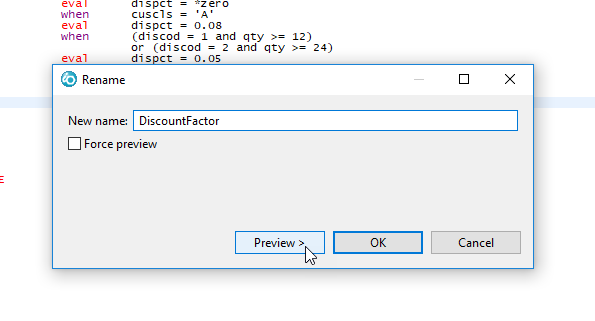 eval dispct = *zero
when cuscls = 'A'
eval dispct = 0.08
when (discod = 1 and qty >= 12)
or (discod = 2 and qty >= 24)
eval dispct = 0.05
Rename
New name: DiscountFactor
Force preview
E
Preview > OK Cancel